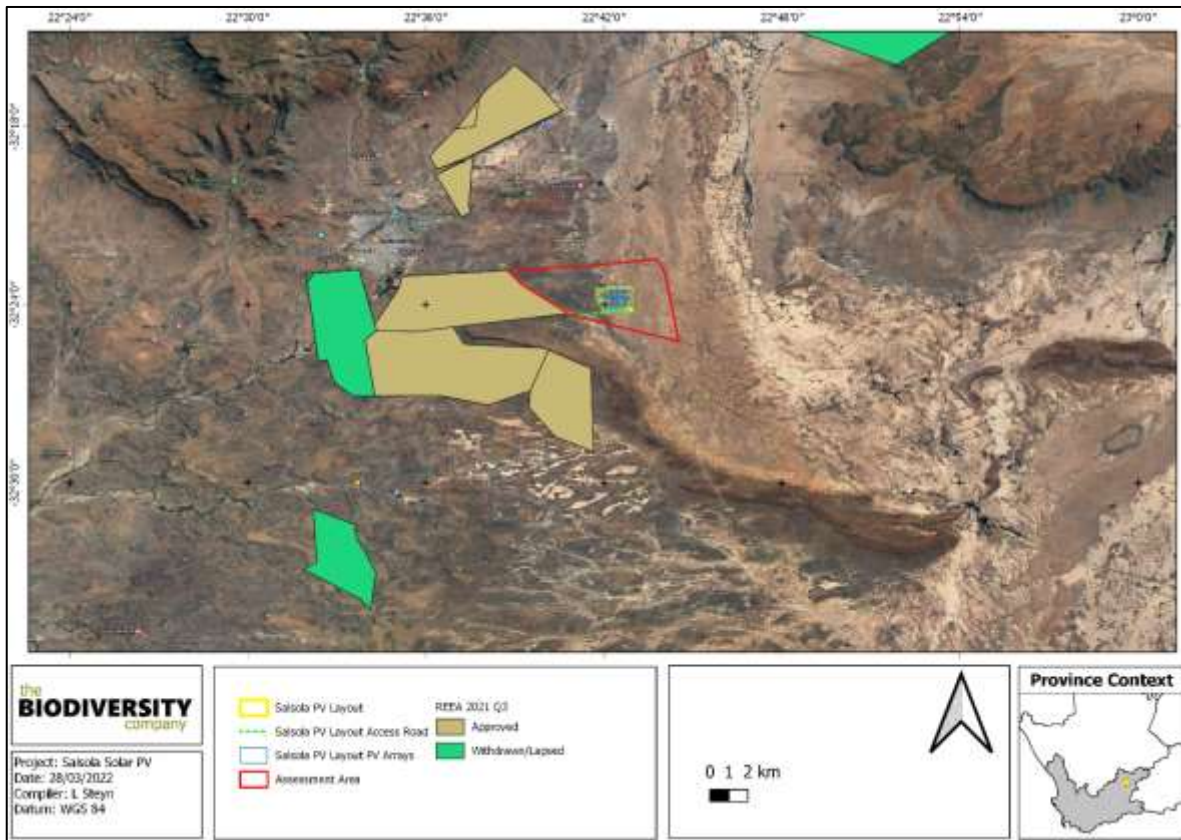 22°24'0" 22°30'0" 22°36'0" 22°42'0" 22°48'0" 22°54'0" 23°0'0"
-32°18'0"
-32°24'0"
-32°30'0"
the
BIODIVERSITY
company
Project: Salsola Solar PV
Date: 28/03/2022
Compiler: L Steyn
Datum: WGS 84
Salsola PV Layout
Salsola PV Layout Access Road
Salsola PV Layout PV Arrays
Assessment Area
REEA 2021 Q3
Approved
Withdrawn/Lapsed
0 1 2 km
Province Context